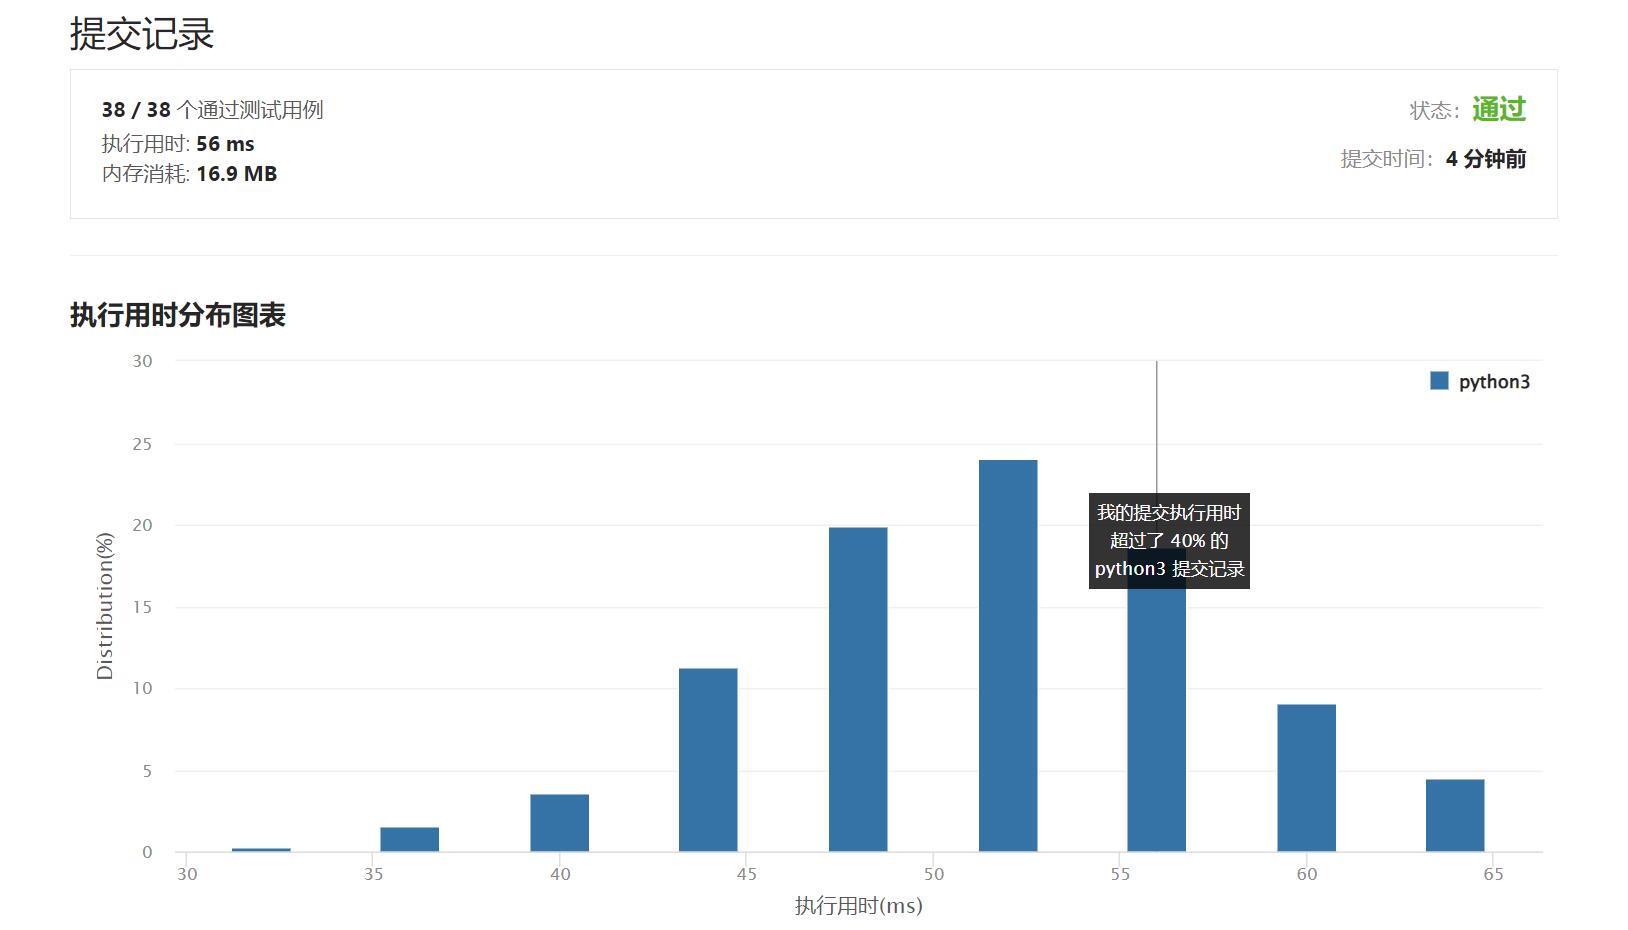 提交记录
38 / 38 个通过测试用例
状态：通过
执行用时: 56 ms
提交时间：4 分钟前
内存消耗: 16.9 MB
执行用时分布图表
30
25
20
15
10
5
0
Distribution(%)
python3
我的提交执行用时
超过了 40% 的
python3 提交记录
30 35 40 45 50 55 60 65
执行用时(ms)